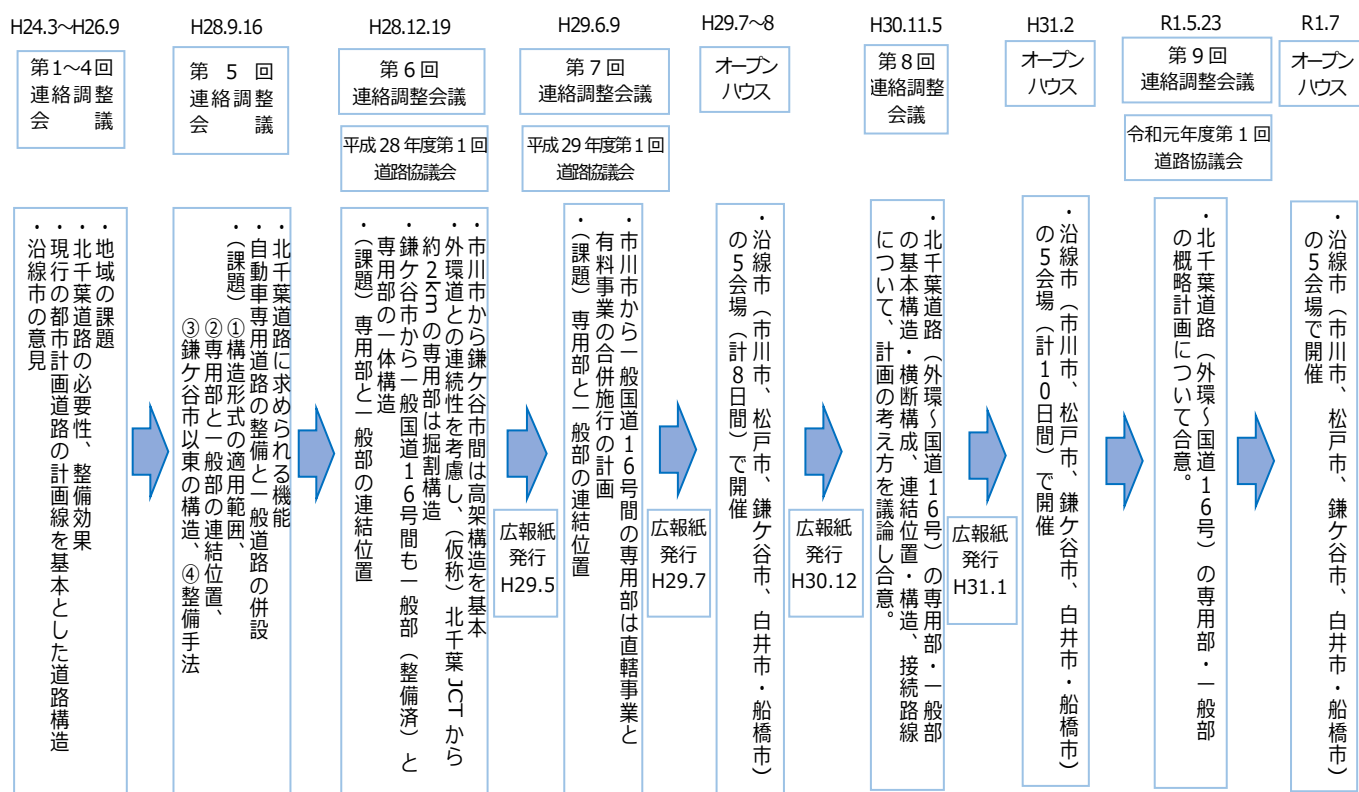 H24.3～H26.9
第1～4回
連絡調整
会議
・地域の課題
・北千葉道路の必要性、整備効果
・現行の都市計画道路の計画線を基本とした道路構造
・沿線市の意見
H28.9.16
第5回
連絡調整
会議
・北千葉道路に求められる機能
・自動車専用道路の整備と一般道路の併設
・（課題）①構造形式の適用範囲、
②専用部と一般部の連結位置、
③鎌ケ谷市以東の構造、④整備手法
H28.12.19
第6回
連絡調整会議
平成28年度第1回
道路協議会
・市川市から鎌ケ谷市間は高架構造を基本
・外環道との連続性を考慮し、（仮称）北千葉JCTから
約2kmの専用部は掘割構造
・鎌ケ谷市から一般国道16号間も一般部（整備済）と
専用部の一体構造
・（課題）専用部と一般部の連結位置
広報紙
発行
H29.5
H29.6.9
第7回
連絡調整会議
平成29年度第1回
道路協議会
・市川市から一般国道16号間の専用部は直轄事業と
有料事業の合併施行の計画
・（課題）専用部と一般部の連結位置
広報紙
発行
H29.7
H29.7～8
オープン
ハウス
・沿線市（市川市、松戸市、鎌ケ谷市、白井市・船橋市）
の5会場（計8日間）で開催
広報紙
発行
H30.12
H30.11.5
第8回
連絡調整
会議
・北千葉道路（外環～国道16号）の専用部・一般部
の基本構造・横断構成、連結位置・構造、接続路線
について、計画の考え方を議論し合意。
広報紙
発行
H31.1
H31.2
オープン
ハウス
・沿線市（市川市、松戸市、鎌ケ谷市、白井市・船橋市）
の5会場（計10日間）で開催
R1.5.23
第9回
連絡調整会議
令和元年度第1回
道路協議会
・北千葉道路（外環～国道16号）の専用部・一般部
の概略計画について合意。
R1.7
オープン
ハウス
・沿線市（市川市、松戸市、鎌ケ谷市、白井市・船橋市）
の5会場で開催